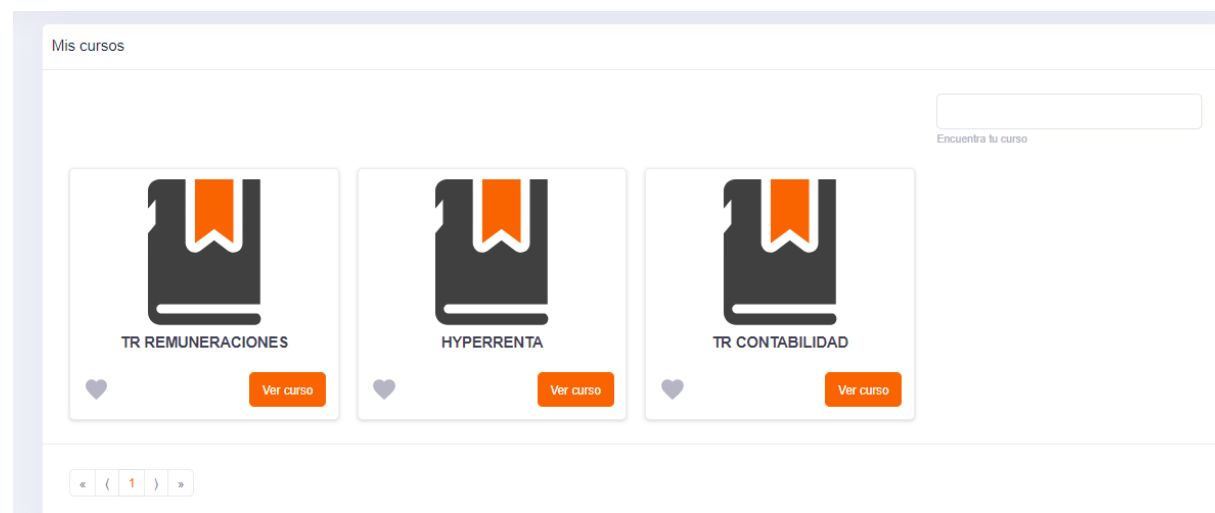 Mis cursos
Encuentra tu curso
TR REMUNERACIONES
HYPERRENTA
TR CONTABILIDAD
Ver curso
Ver curso
Ver curso
« ⟨ 1 ⟩ »